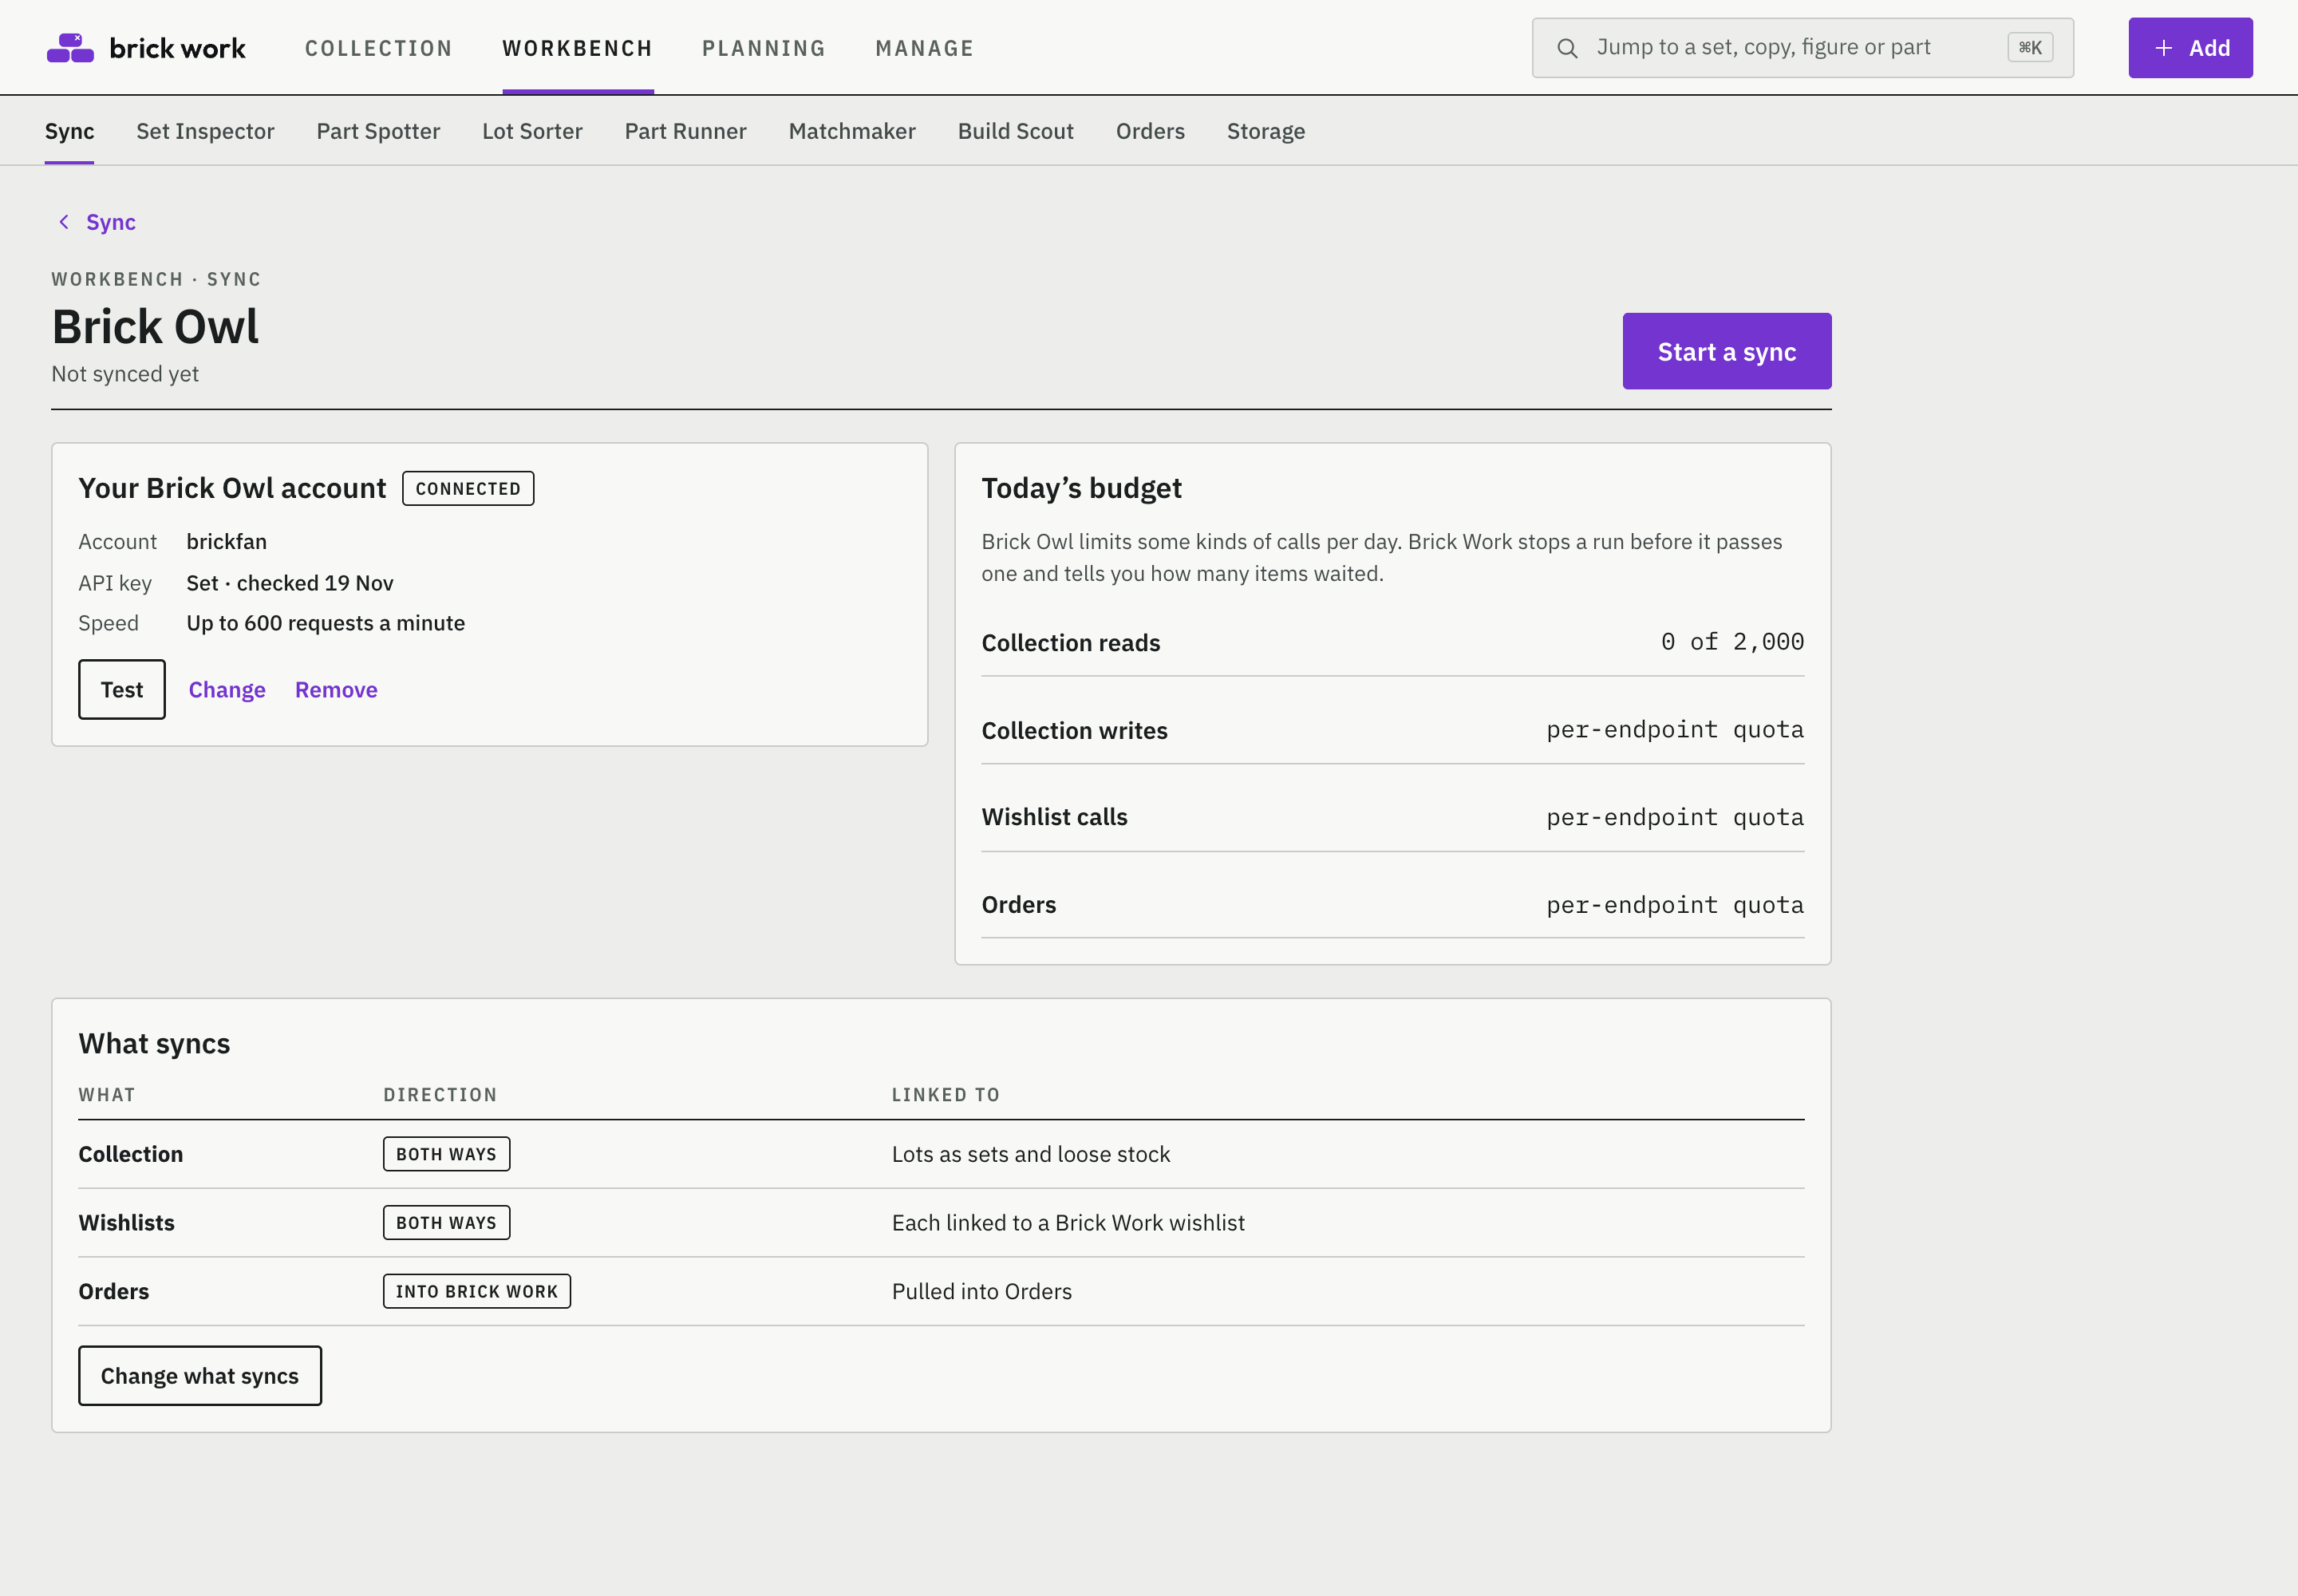 brick work
COLLECTION
WORKBENCH
PLANNING
MANAGE
Jump to a set, copy, figure or part
⌘K
+ Add
Sync
Set Inspector
Part Spotter
Lot Sorter
Part Runner
Matchmaker
Build Scout
Orders
Storage
Sync
WORKBENCH · SYNC
Brick Owl
Not synced yet
Start a sync
Your Brick Owl account
CONNECTED
Account brickfan
API key Set · checked 19 Nov
Speed Up to 600 requests a minute
Test
Change
Remove
Today’s budget
Brick Owl limits some kinds of calls per day. Brick Work stops a run before it passes
one and tells you how many items waited.
Collection reads 0 of 2,000
Collection writes per-endpoint quota
Wishlist calls per-endpoint quota
Orders per-endpoint quota
What syncs
WHAT DIRECTION LINKED TO
Collection BOTH WAYS Lots as sets and loose stock
Wishlists BOTH WAYS Each linked to a Brick Work wishlist
Orders INTO BRICK WORK Pulled into Orders
Change what syncs